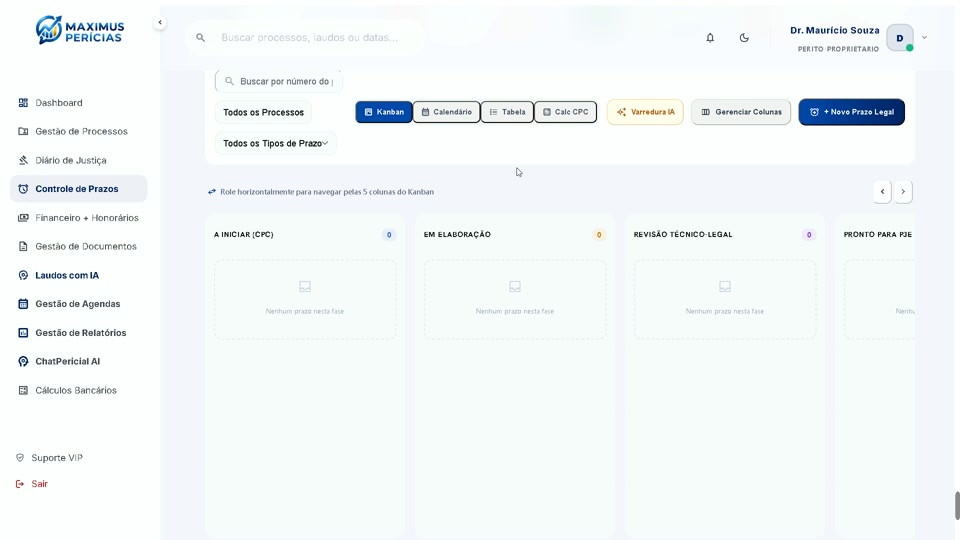 MAXIMUS
PERÍCIAS
Buscar processos, laudos ou datas...
Dr. Maurício Souza
PERITO PROPRIETARIO
D
Dashboard
Gestão de Processos
Diário de Justiça
Controle de Prazos
Financeiro + Honorários
Gestão de Documentos
Laudos com IA
Gestão de Agendas
Gestão de Relatórios
ChatPericial AI
Cálculos Bancários
Suporte VIP
Sair
Buscar por número do
Todos os Processos
Todos os Tipos de Prazo
Kanban
Calendário
Tabela
Calc CPC
Varredura IA
Gerenciar Colunas
+ Novo Prazo Legal
Role horizontalmente para navegar pelas 5 colunas do Kanban
A INICIAR (CPC) 0
Nenhum prazo nesta fase
EM ELABORAÇÃO 0
Nenhum prazo nesta fase
REVISÃO TÉCNICO-LEGAL 0
Nenhum prazo nesta fase
PRONTO PARA PJE